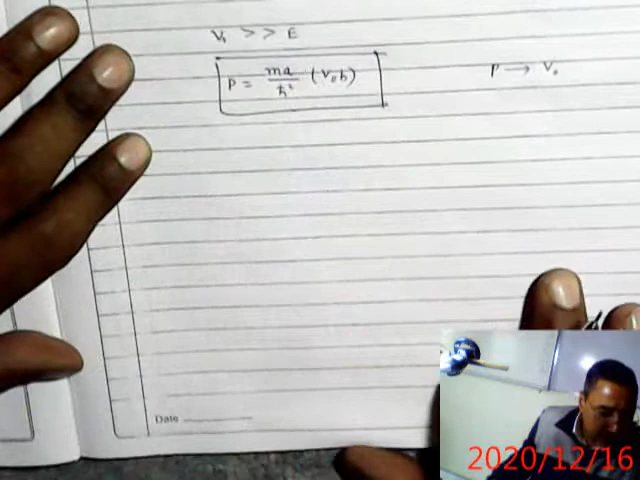 V₀ >> E
P = ma/ħ² (V₀b)
P → V₀
Date
2020/12/16